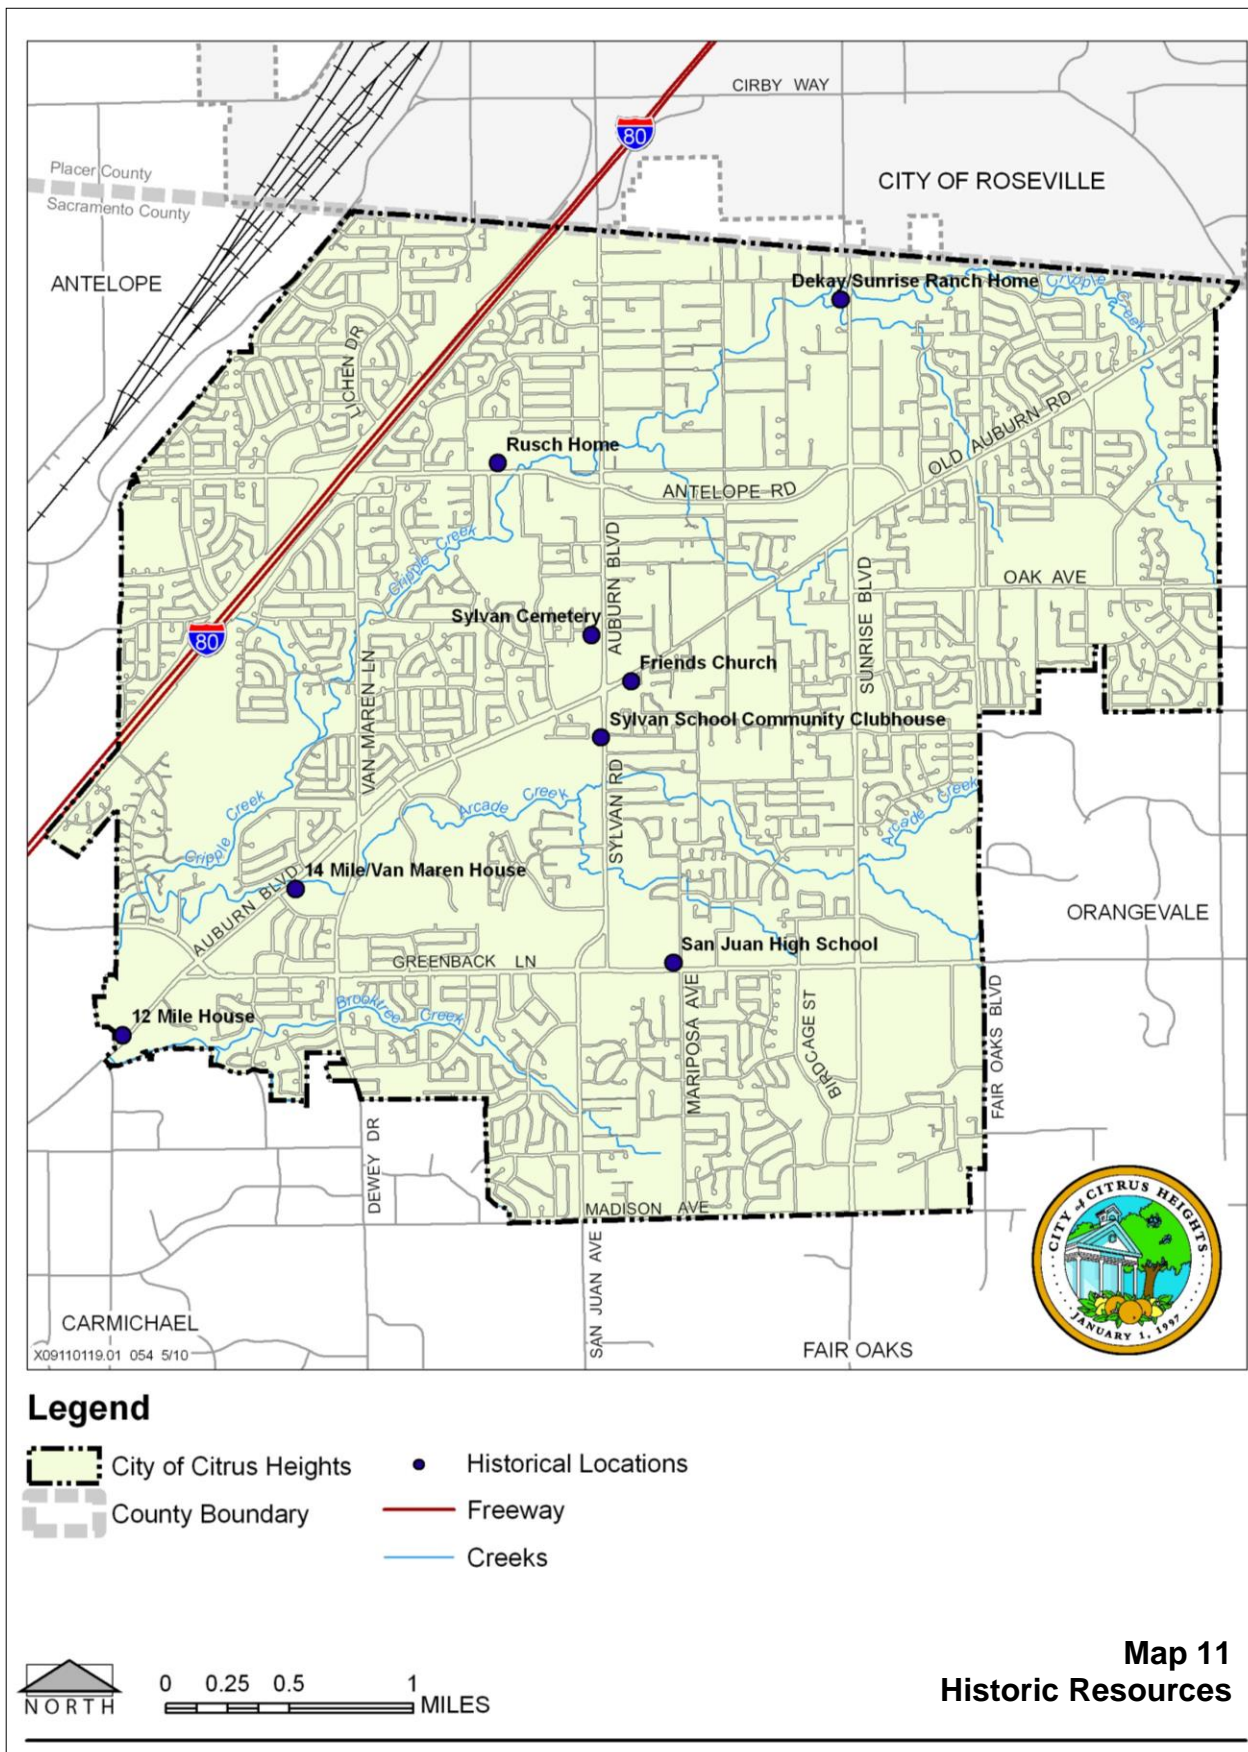 CIRBY WAY
80
Placer County
Sacramento County
CITY OF ROSEVILLE
ANTELOPE
Dekay/Sunrise Ranch Home
Cripple Creek
LICHEN DR
OLD AUBURN RD
Rusch Home
ANTELOPE RD
Cripple Creek
AUBURN BLVD
OAK AVE
SUNRISE BLVD
Sylvan Cemetery
80
VAN MAREN LN
Friends Church
Sylvan School Community Clubhouse
SYLVAN RD
Arcade Creek
Arcade Creek
Cripple Creek
14 Mile/Van Maren House
AUBURN BLVD
ORANGEVALE
San Juan High School
GREENBACK LN
12 Mile House
Brooktree Creek
MARIPOSA AVE
BIRDCAGE ST
FAIR OAKS BLVD
DEWEY DR
MADISON AVE
SAN JUAN AVE
CITY of CITRUS HEIGHTS
JANUARY 1, 1997
CARMICHAEL
FAIR OAKS
X09110119.01 054 5/10
Legend
City of Citrus Heights
County Boundary
Historical Locations
Freeway
Creeks
NORTH
0 0.25 0.5 1
MILES
Map 11
Historic Resources